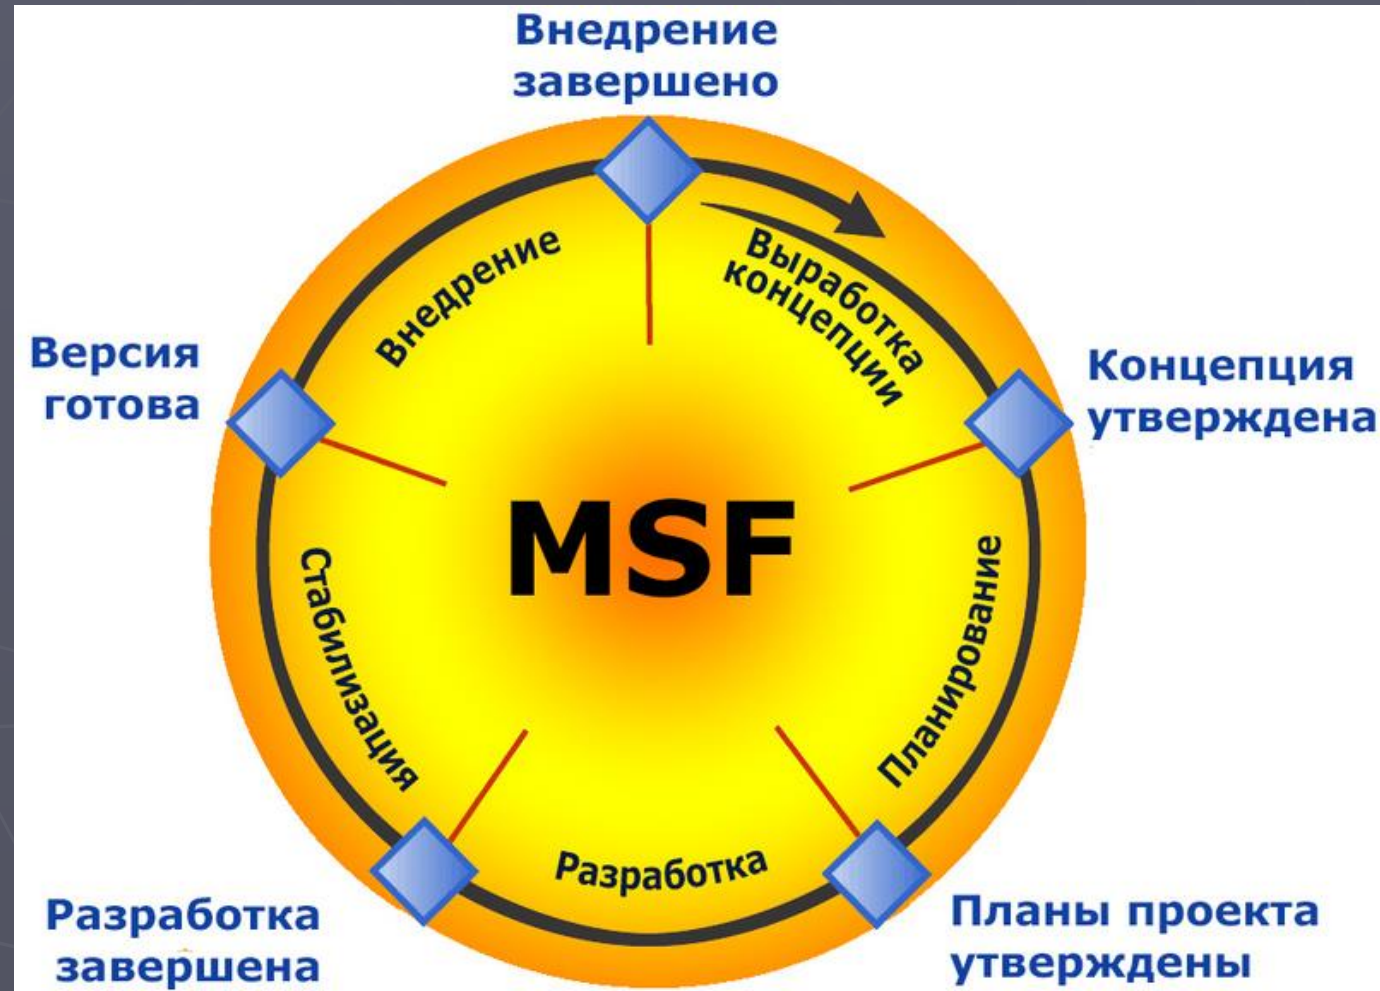 Внедрение
завершено
Внедрение
Выработка
концепции
Версия
готова
Концепция
утверждена
MSF
Стабилизация
Планирование
Разработка
Разработка
завершена
Планы проекта
утверждены